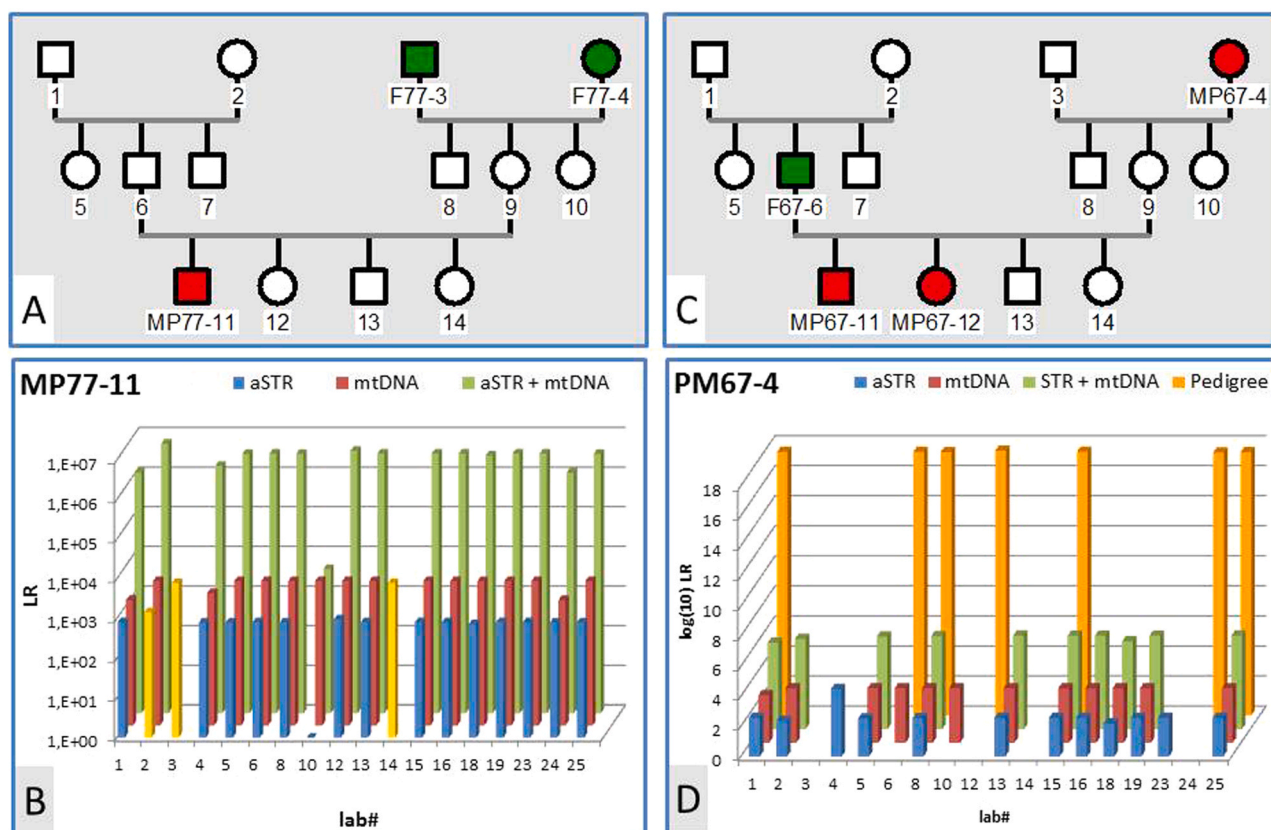 1
2
F77-3
F77-4
5
6
7
8
9
10
MP77-11
12
13
14
A
1
2
3
MP67-4
5
F67-6
7
8
9
10
MP67-11
MP67-12
13
14
C
MP77-11
aSTR mtDNA aSTR + mtDNA
1,E+07
1,E+06
1,E+05
1,E+04
1,E+03
1,E+02
1,E+01
1,E+00
LR
1 2 3 4 5 6 8 10 12 13 14 15 16 18 19 23 24 25
lab#
B
PM67-4
aSTR mtDNA STR + mtDNA Pedigree
18
16
14
12
10
8
6
4
2
0
log(10) LR
1 2 3 4 5 6 8 10 12 13 14 15 16 18 19 23 24 25
lab#
D